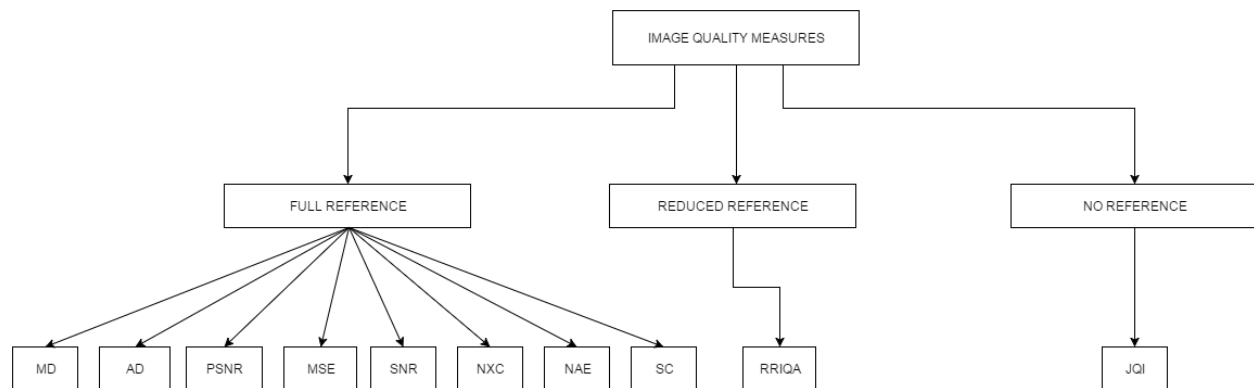 IMAGE QUALITY MEASURES
FULL REFERENCE
REDUCED REFERENCE
NO REFERENCE
MD
AD
PSNR
MSE
SNR
NXC
NAE
SC
RRIQA
JQI